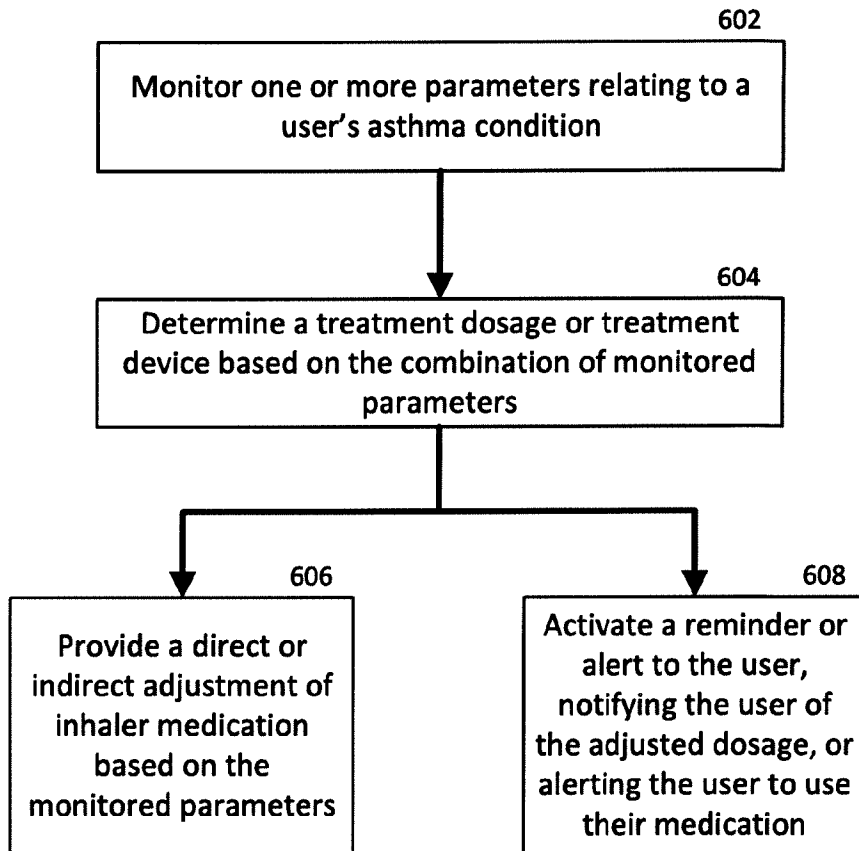 602
Monitor one or more parameters relating to a
user's asthma condition
604
Determine a treatment dosage or treatment
device based on the combination of monitored
parameters
606
Provide a direct or
indirect adjustment of
inhaler medication
based on the
monitored parameters
608
Activate a reminder or
alert to the user,
notifying the user of
the adjusted dosage, or
alerting the user to use
their medication